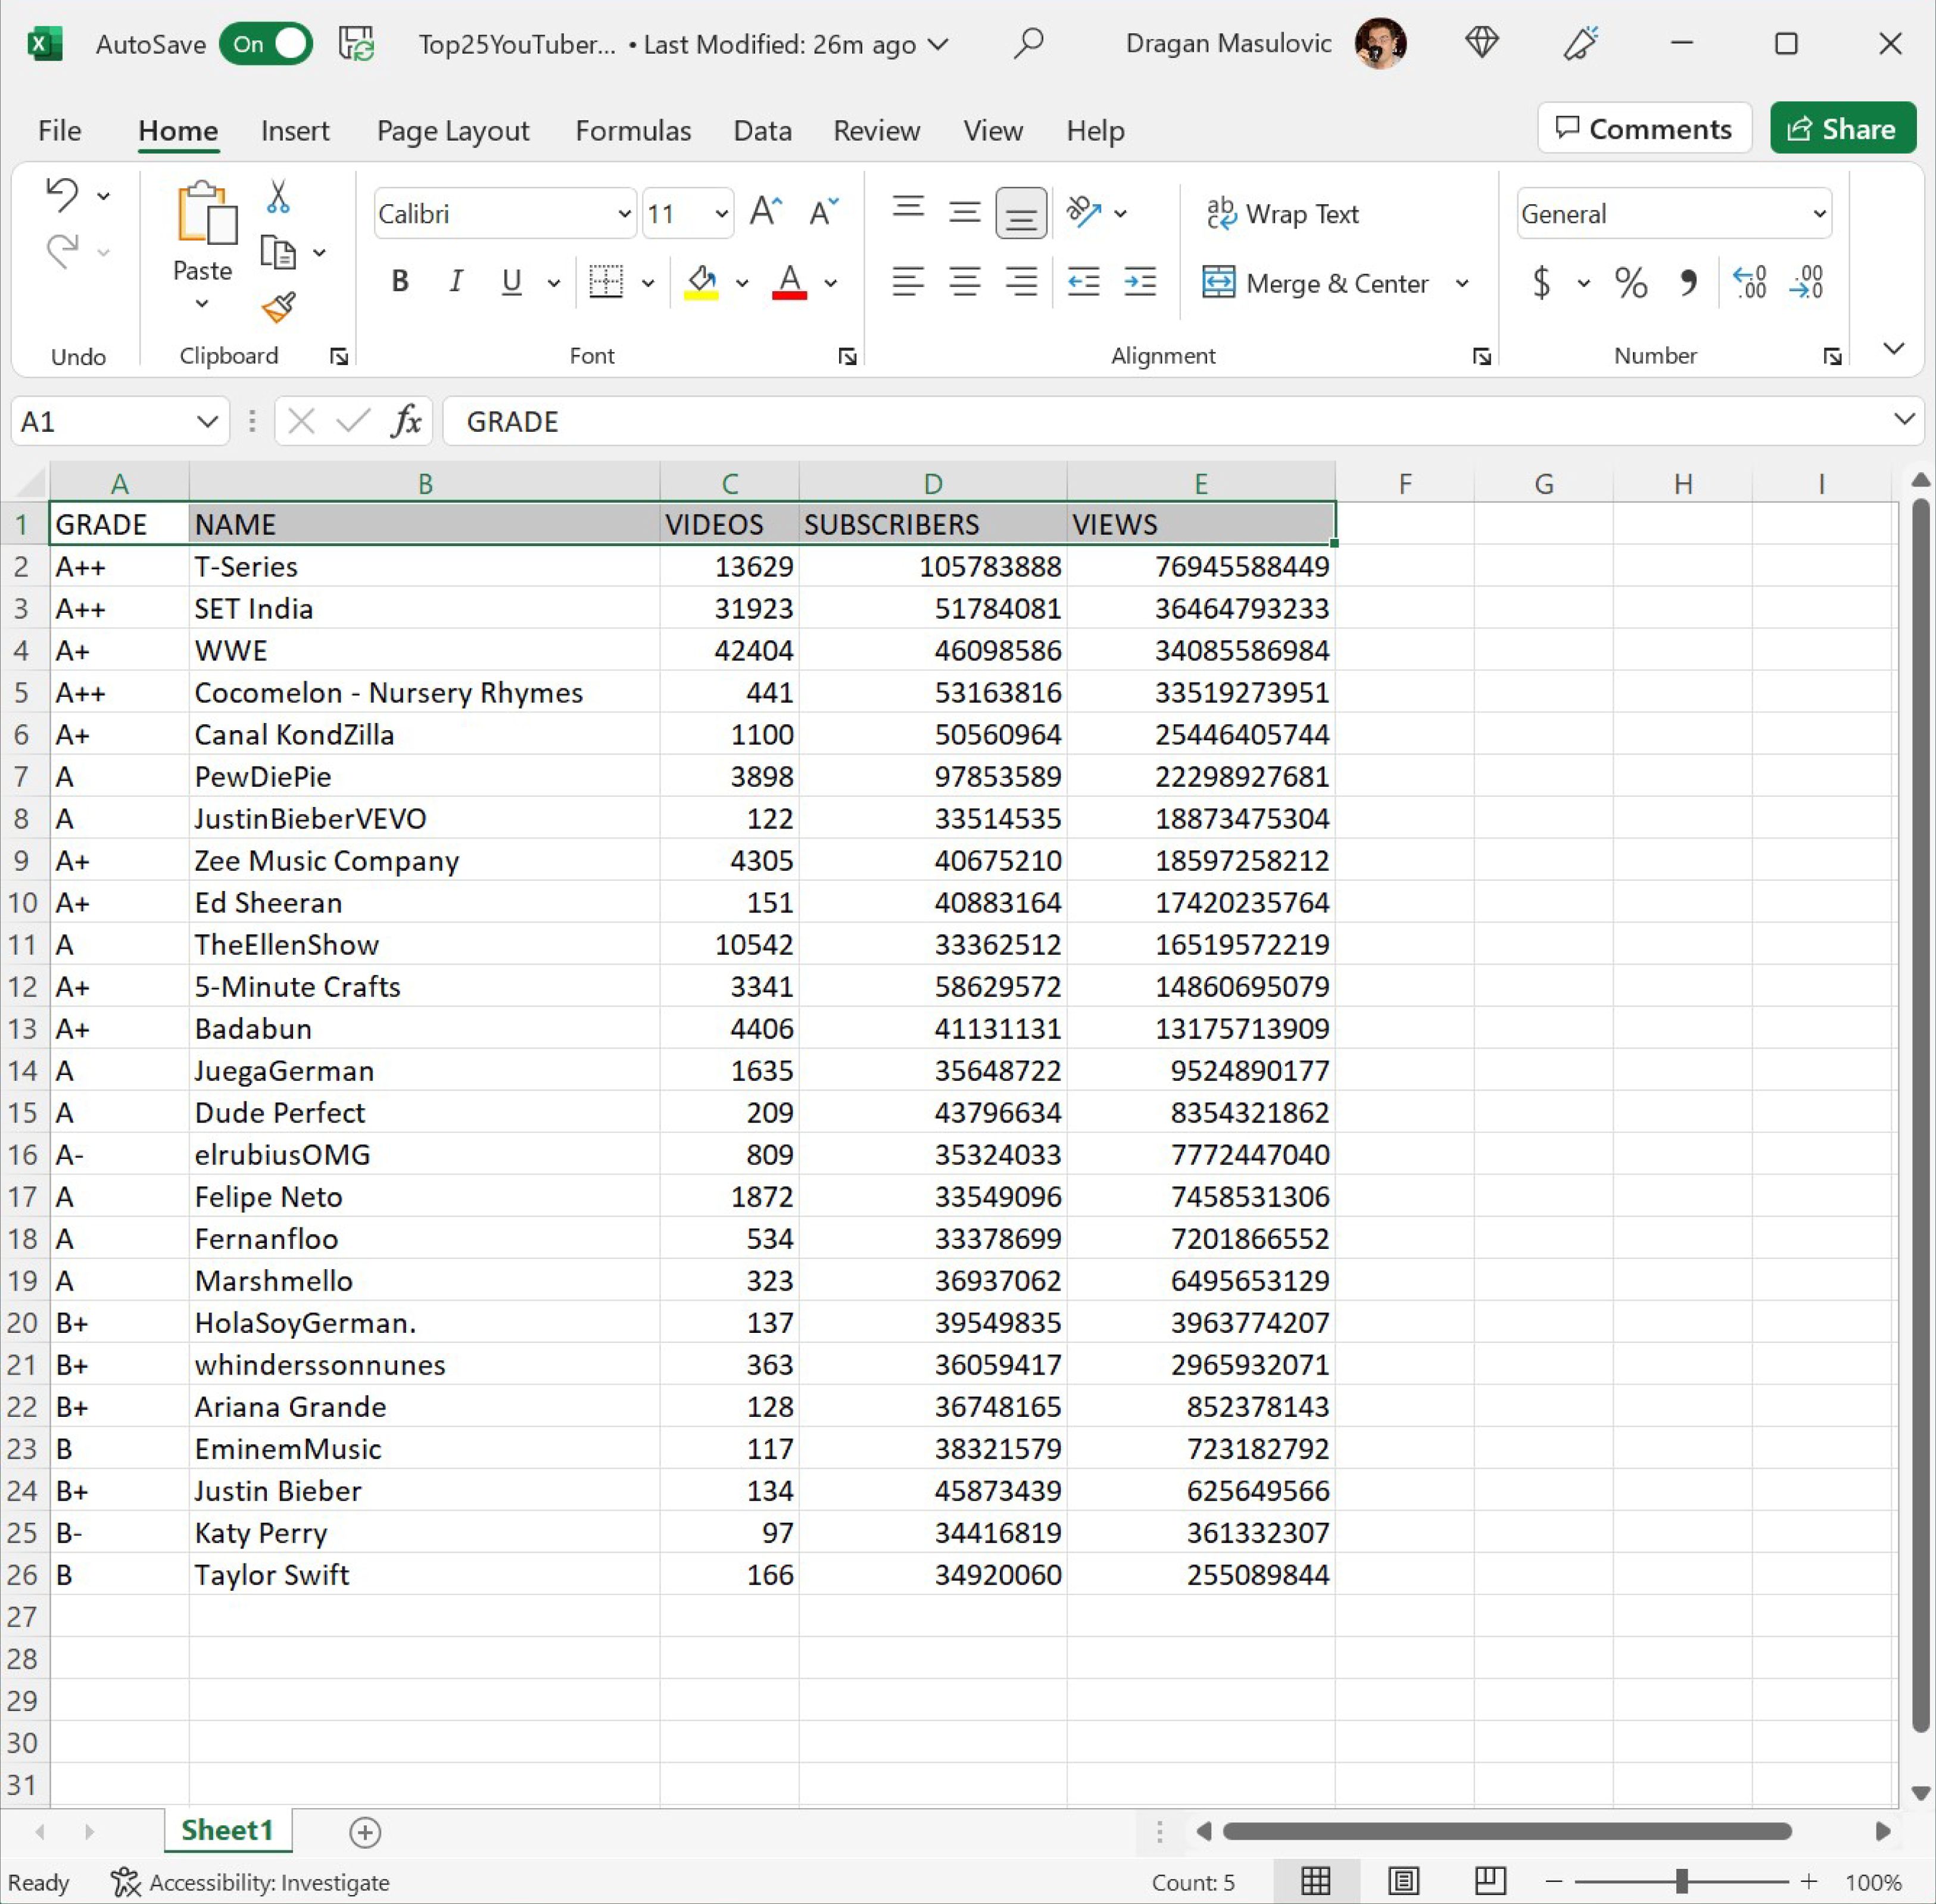 AutoSave On Top25YouTuber... • Last Modified: 26m ago Dragan Masulovic
File Home Insert Page Layout Formulas Data Review View Help Comments Share
Paste
Calibri 11 A A
B I U A
ab Wrap Text
Merge & Center
General
$ % , .00 .00
Undo Clipboard Font Alignment Number
A1 fx GRADE
A B C D E F G H I
1 GRADE NAME VIDEOS SUBSCRIBERS VIEWS
2 A++ T-Series 13629 105783888 76945588449
3 A++ SET India 31923 51784081 36464793233
4 A+ WWE 42404 46098586 34085586984
5 A++ Cocomelon - Nursery Rhymes 441 53163816 33519273951
6 A+ Canal KondZilla 1100 50560964 25446405744
7 A PewDiePie 3898 97853589 22298927681
8 A JustinBieberVEVO 122 33514535 18873475304
9 A+ Zee Music Company 4305 40675210 18597258212
10 A+ Ed Sheeran 151 40883164 17420235764
11 A TheEllenShow 10542 33362512 16519572219
12 A+ 5-Minute Crafts 3341 58629572 14860695079
13 A+ Badabun 4406 41131131 13175713909
14 A JuegaGerman 1635 35648722 9524890177
15 A Dude Perfect 209 43796634 8354321862
16 A- elrubiusOMG 809 35324033 7772447040
17 A Felipe Neto 1872 33549096 7458531306
18 A Fernanfloo 534 33378699 7201866552
19 A Marshmello 323 36937062 6495653129
20 B+ HolaSoyGerman. 137 39549835 3963774207
21 B+ whinderssonnunes 363 36059417 2965932071
22 B+ Ariana Grande 128 36748165 852378143
23 B EminemMusic 117 38321579 723182792
24 B+ Justin Bieber 134 45873439 625649566
25 B- Katy Perry 97 34416819 361332307
26 B Taylor Swift 166 34920060 255089844
27
28
29
30
31
Sheet1
Ready Accessibility: Investigate Count: 5 100%